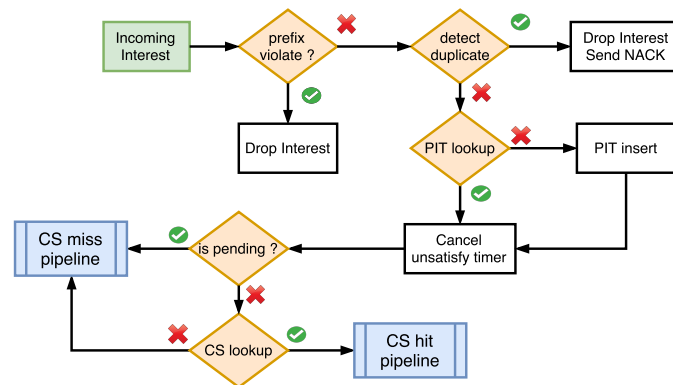 Incoming
Interest
prefix
violate ?
detect
duplicate
Drop Interest
Send NACK
Drop Interest
PIT lookup
PIT insert
CS miss
pipeline
is pending ?
Cancel
unsatisfy timer
CS lookup
CS hit
pipeline